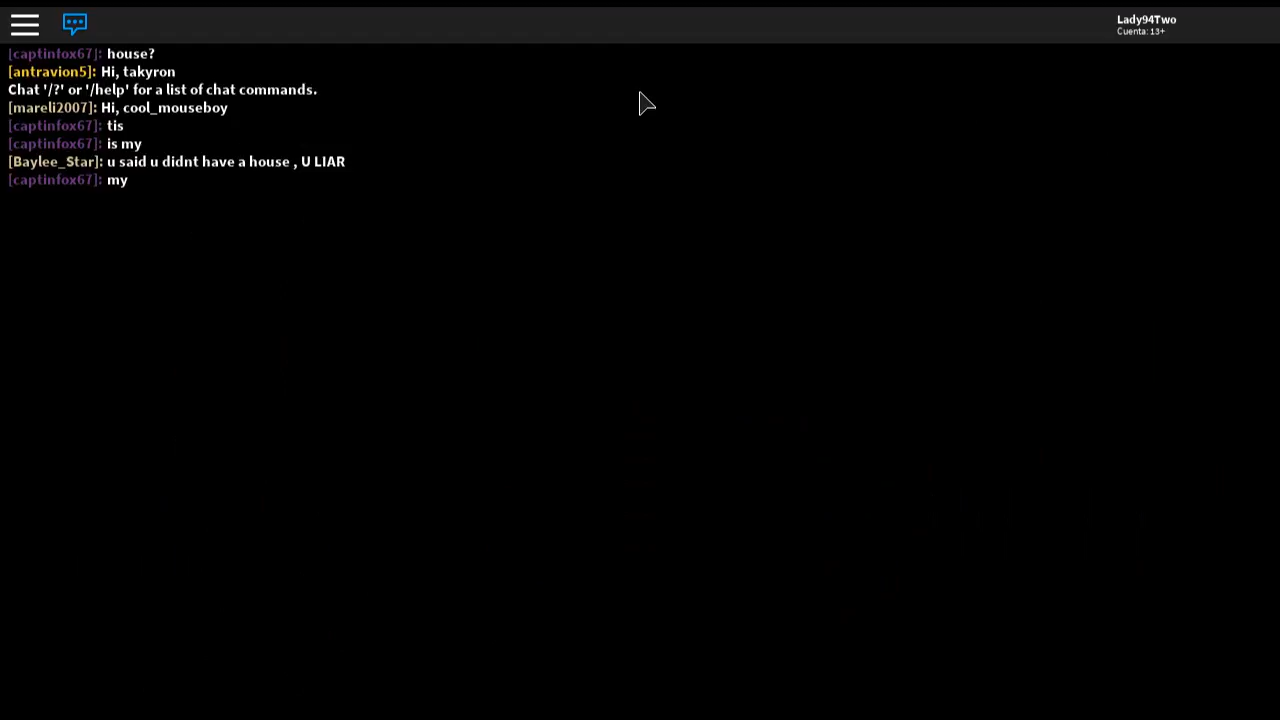 Lady94Two
Cuenta: 13+
[captinfox67]: house?
[antravion5]: Hi, takyron
Chat '/?' or '/help' for a list of chat commands.
[mareli2007]: Hi, cool_mouseboy
[captinfox67]: tis
[captinfox67]: is my
[Baylee_Star]: u said u didnt have a house , U LIAR
[captinfox67]: my